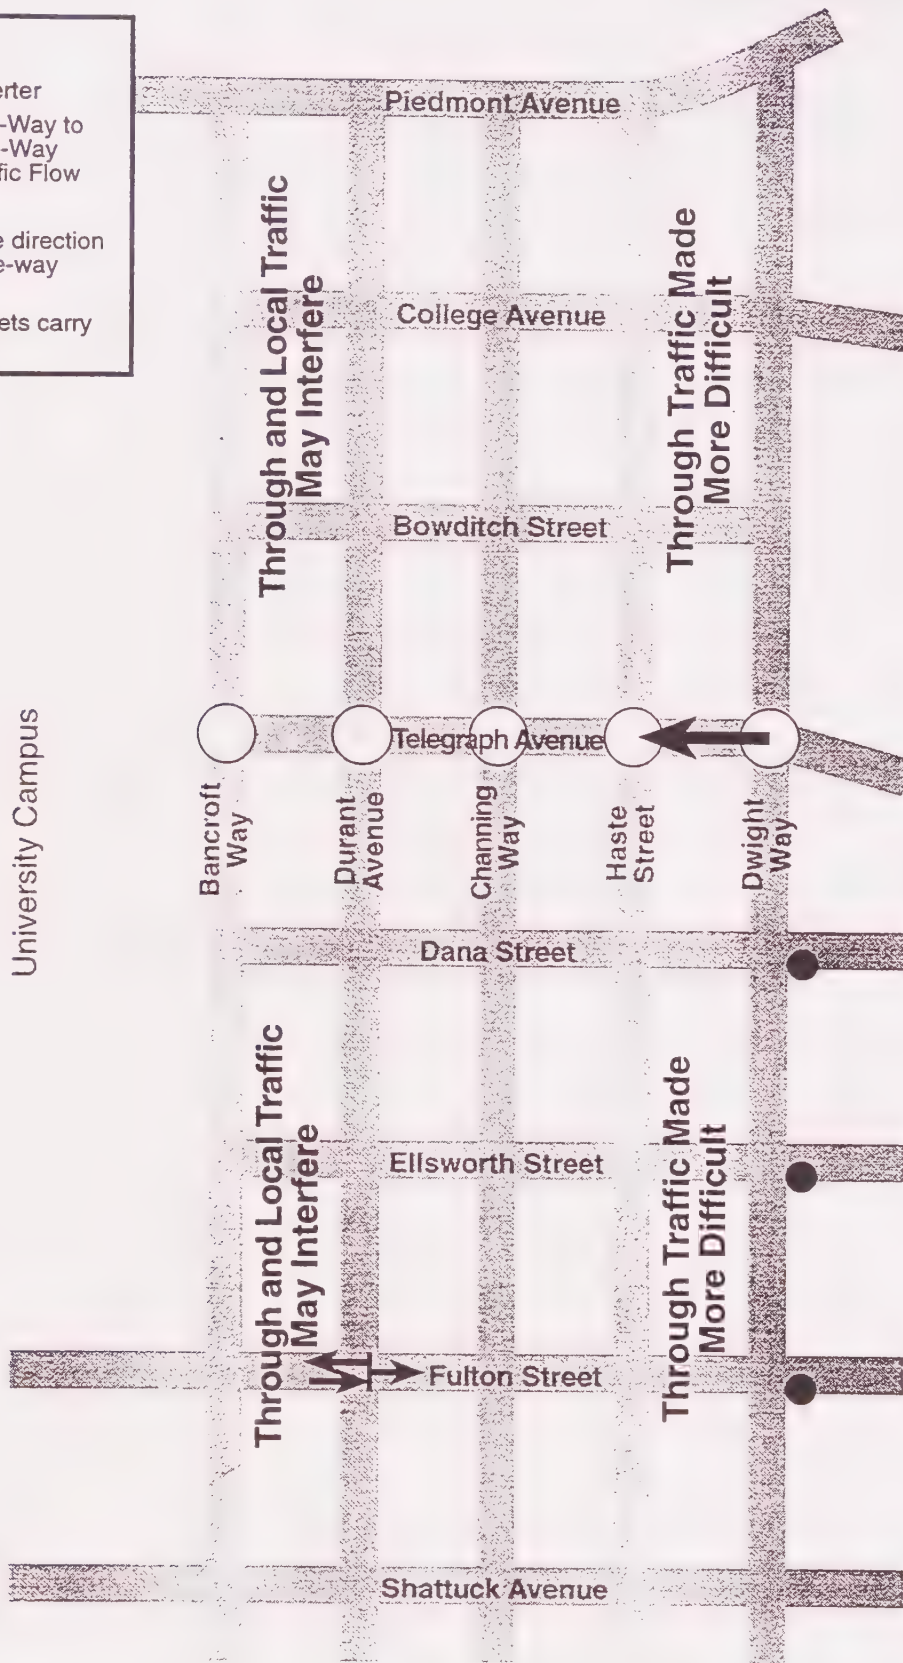 -Way to
-Way
fic Flow
e direction
e-way
ets carry
Piedmont Avenue
Through and Local Traffic
May Interfere
Through Traffic Made
More Difficult
College Avenue
Bowditch Street
University Campus
Telegraph Avenue
Bancroft
Way
Durant
Avenue
Channing
Way
Haste
Street
Dwight
Way
Dana Street
Through and Local Traffic
May Interfere
Through Traffic Made
More Difficult
Ellsworth Street
Fulton Street
Shattuck Avenue